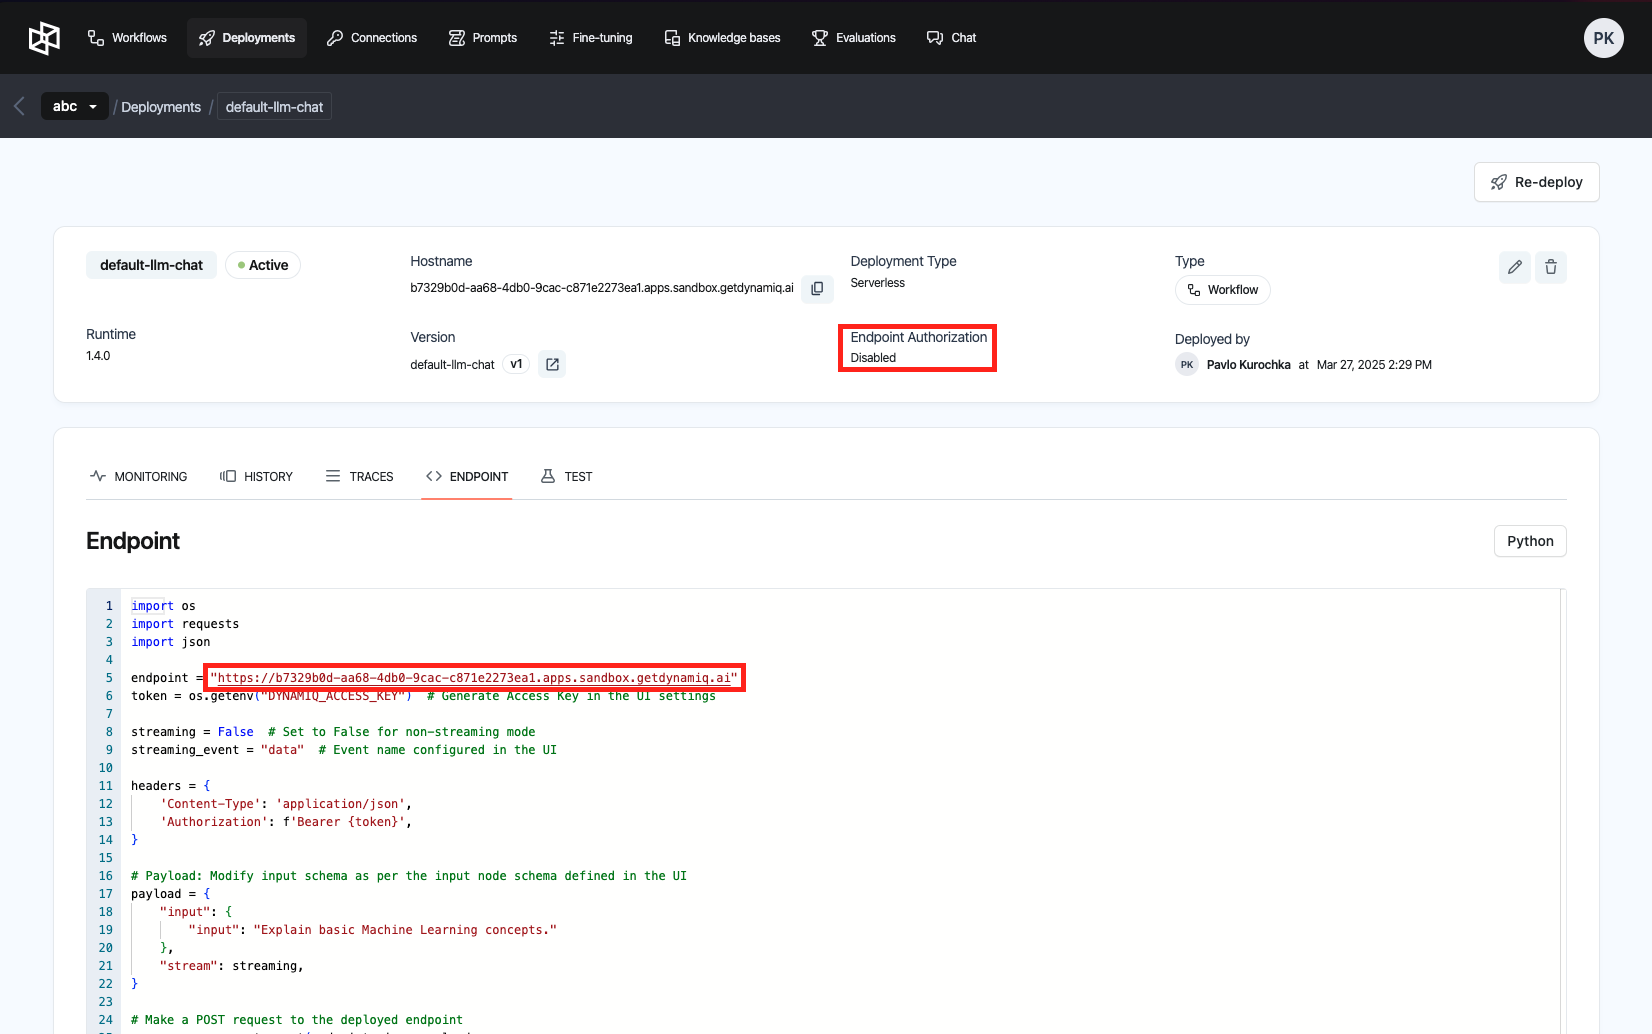 Workflows
Deployments
Connections
Prompts
Fine-tuning
Knowledge bases
Evaluations
Chat
PK
abc / Deployments / default-llm-chat
Re-deploy
default-llm-chat
Active
Hostname
b7329b0d-aa68-4db0-9cac-c871e2273ea1.apps.sandbox.getdynamiq.ai
Deployment Type
Serverless
Type
Workflow
Runtime
1.4.0
Version
default-llm-chat v1
Endpoint Authorization
Disabled
Deployed by
PK Pavlo Kurochka at Mar 27, 2025 2:29 PM
MONITORING
HISTORY
TRACES
ENDPOINT
TEST
Endpoint
Python
1 import os
2 import requests
3 import json
4
5 endpoint = "https://b7329b0d-aa68-4db0-9cac-c871e2273ea1.apps.sandbox.getdynamiq.ai"
6 token = os.getenv("DYNAMIQ_ACCESS_KEY")  # Generate Access Key in the UI settings
7
8 streaming = False  # Set to False for non-streaming mode
9 streaming_event = "data"  # Event name configured in the UI
10
11 headers = {
12     'Content-Type': 'application/json',
13     'Authorization': f'Bearer {token}',
14 }
15
16 # Payload: Modify input schema as per the input node schema defined in the UI
17 payload = {
18     "input": {
19         "input": "Explain basic Machine Learning concepts."
20     },
21     "stream": streaming,
22 }
23
24 # Make a POST request to the deployed endpoint